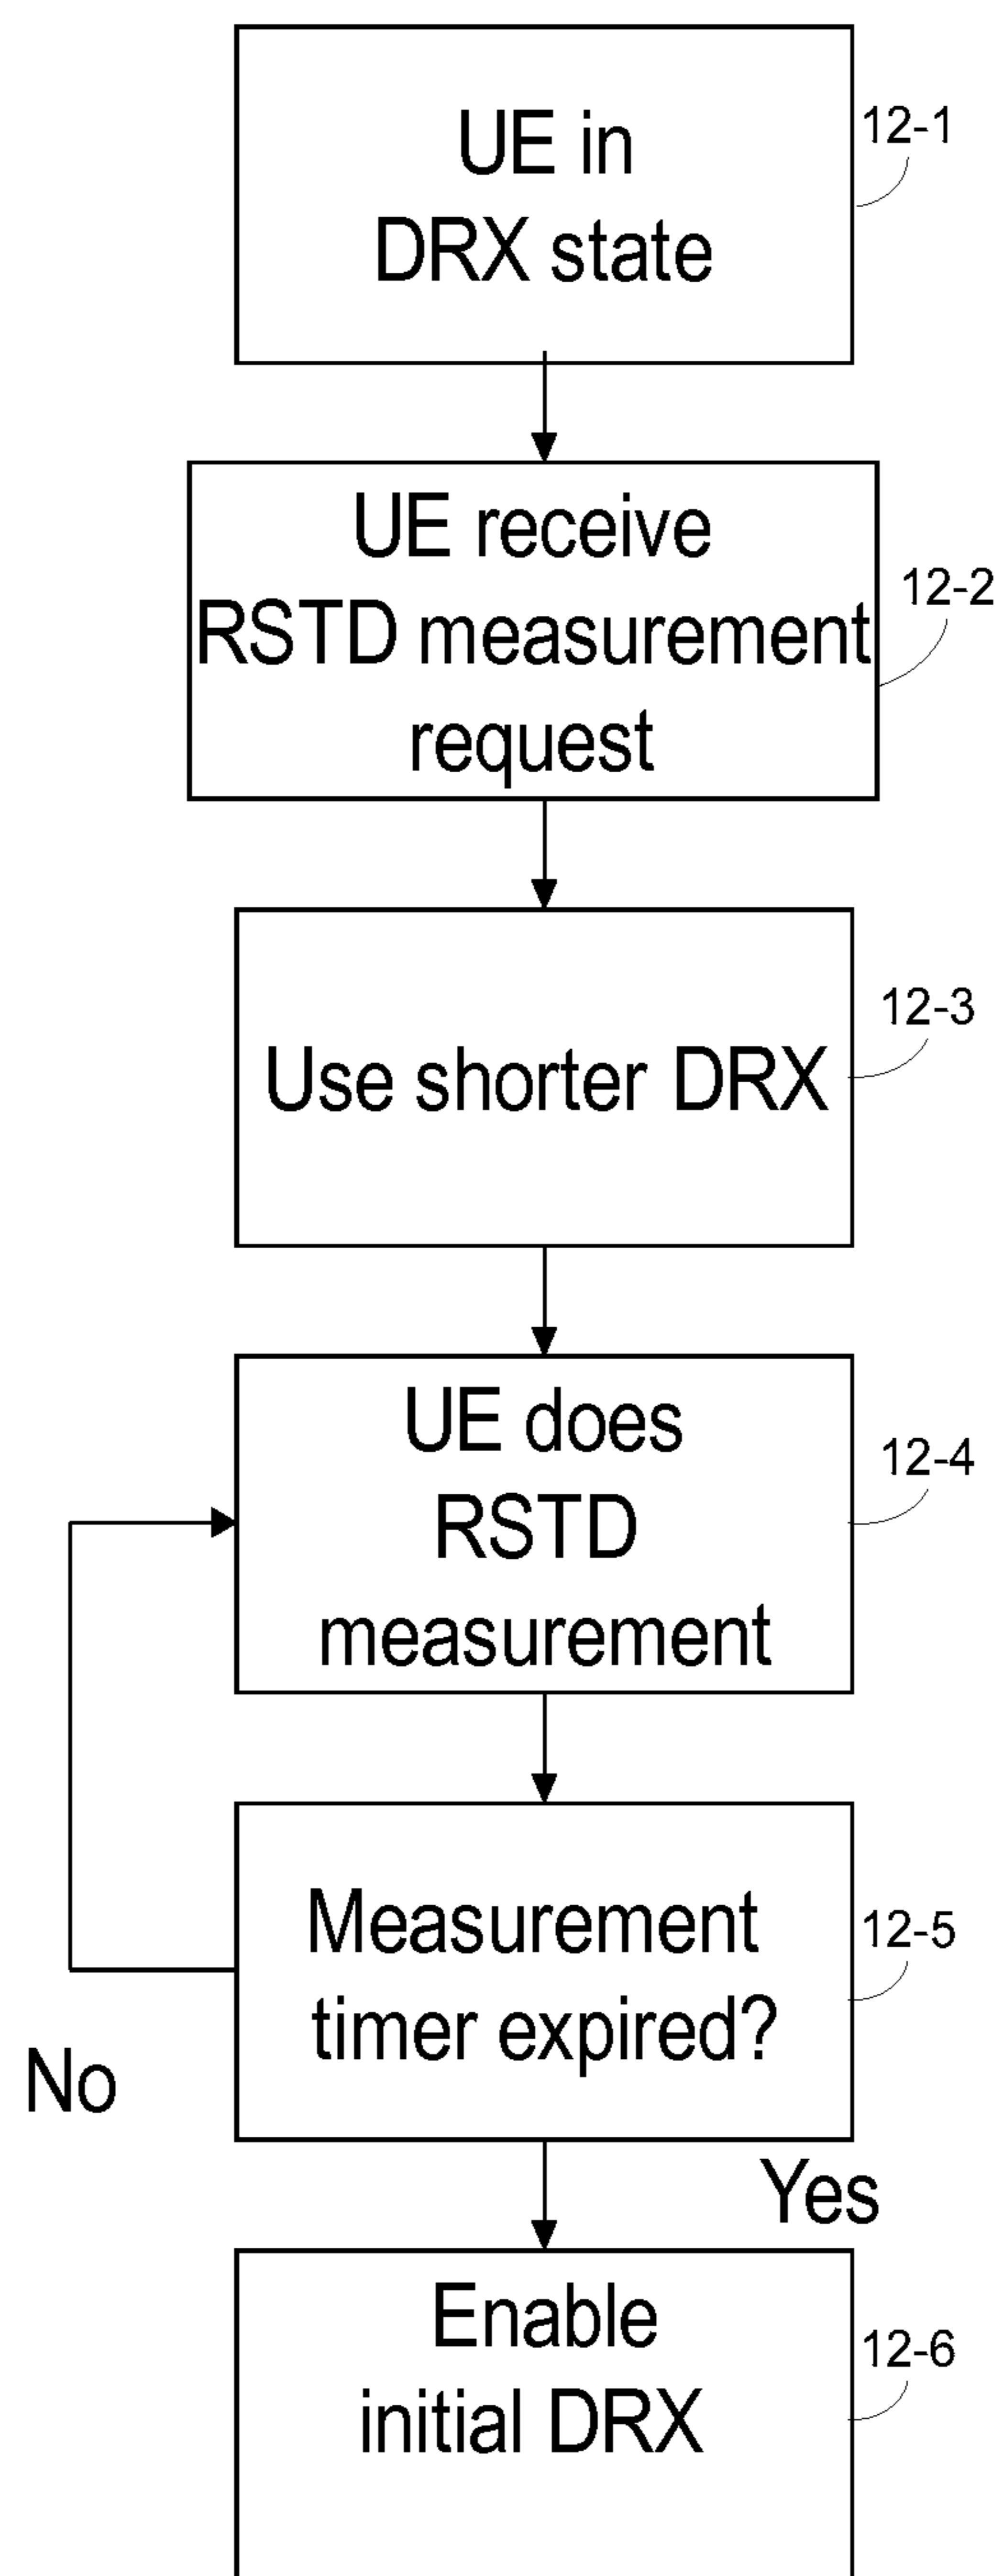 UE in
DRX state
12-1
UE receive
RSTD measurement
request
12-2
Use shorter DRX
12-3
UE does
RSTD
measurement
12-4
Measurement
timer expired?
12-5
No
Yes
Enable
initial DRX
12-6